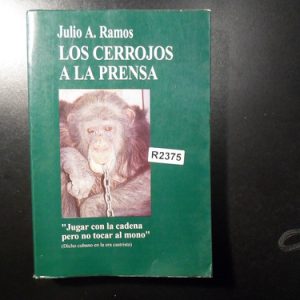 Julio A. Ramos
LOS CERROJOS
A LA PRENSA
R2375
"Jugar con la cadena
pero no tocar al mono"
(Dicho cubano en la era castrista)